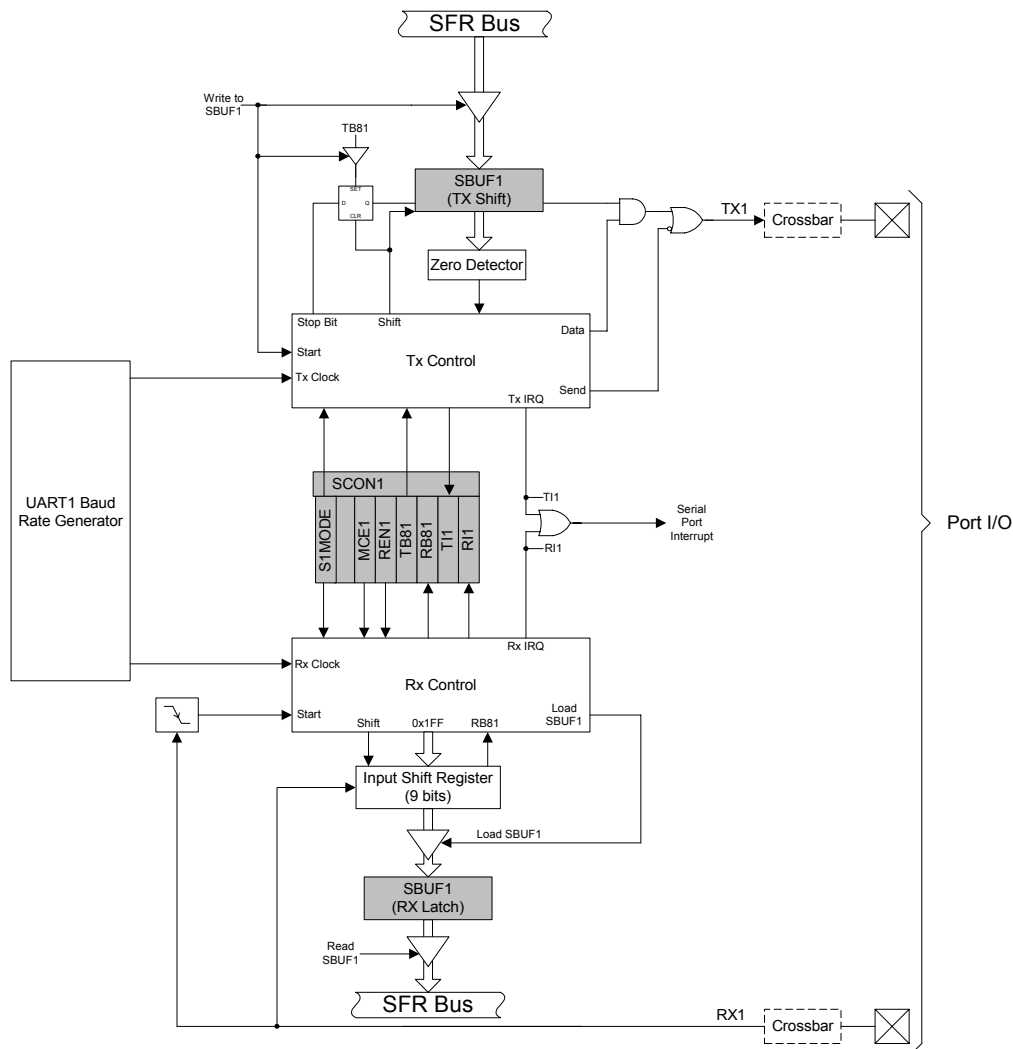 SFR Bus
Write to
SBUF1
TB81
SET
D
Q
CLR
SBUF1
(TX Shift)
TX1
Crossbar
Zero Detector
Stop Bit
Shift
Data
Start
Tx Control
Tx Clock
Send
Tx IRQ
UART1 Baud
Rate Generator
SCON1
S1MODE
MCE1
REN1
TB81
RB81
TI1
RI1
TI1
RI1
Serial
Port
Interrupt
Port I/O
Rx IRQ
Rx Clock
Rx Control
Start
Load
SBUF1
Shift
0x1FF
RB81
Input Shift Register
(9 bits)
Load SBUF1
SBUF1
(RX Latch)
Read
SBUF1
SFR Bus
RX1
Crossbar